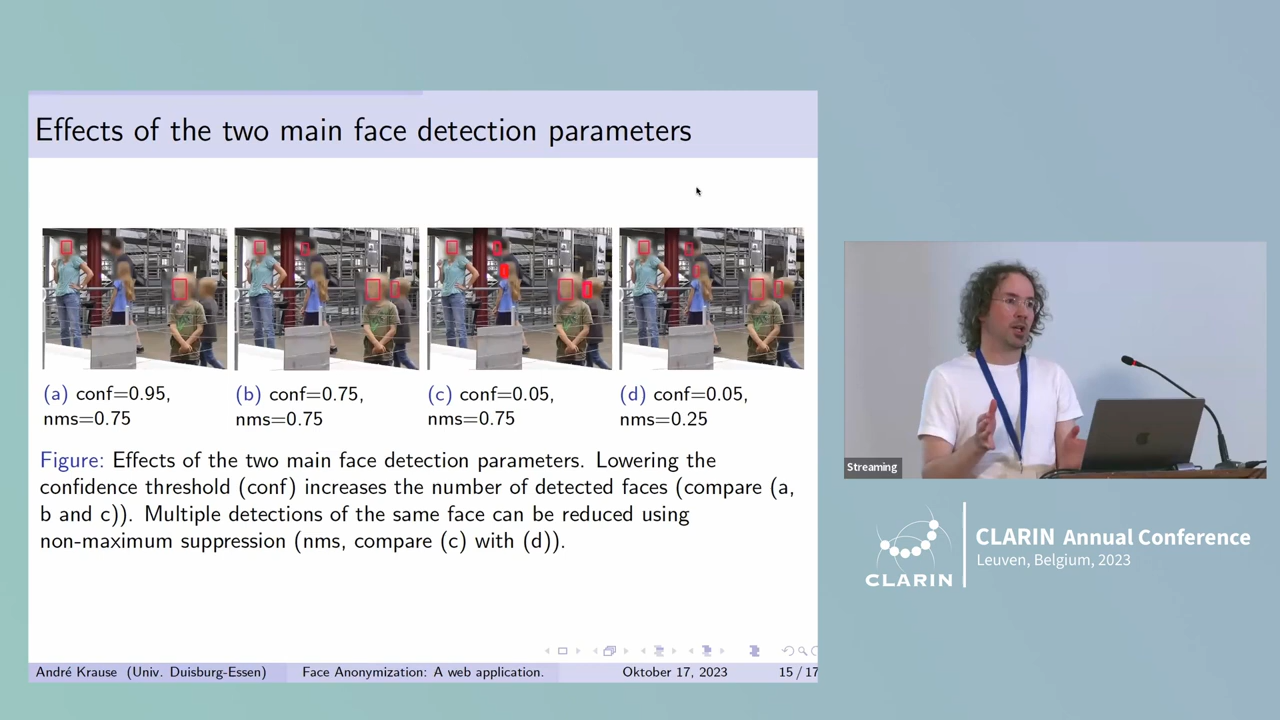 Effects of the two main face detection parameters
(a) conf=0.95,
nms=0.75
(b) conf=0.75,
nms=0.75
(c) conf=0.05,
nms=0.75
(d) conf=0.05,
nms=0.25
Figure: Effects of the two main face detection parameters. Lowering the
confidence threshold (conf) increases the number of detected faces (compare (a,
b and c)). Multiple detections of the same face can be reduced using
non-maximum suppression (nms, compare (c) with (d)).
André Krause (Univ. Duisburg-Essen) Face Anonymization: A web application. Oktober 17, 2023 15 / 17
Streaming
CLARIN
CLARIN Annual Conference
Leuven, Belgium, 2023